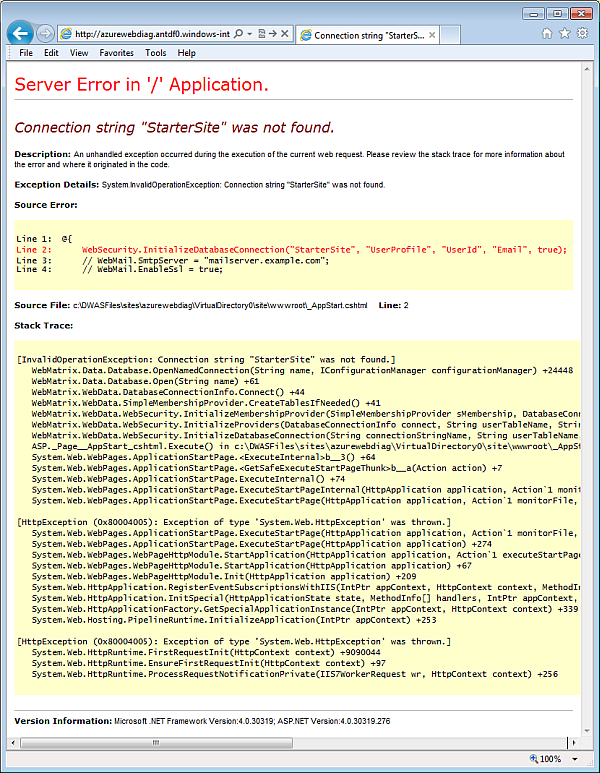 http://azurewebdiag.antdf0.windows-int
Connection string "StarterS...
File Edit View Favorites Tools Help
Server Error in '/' Application.
Connection string "StarterSite" was not found.
Description: An unhandled exception occurred during the execution of the current web request. Please review the stack trace for more information about
the error and where it originated in the code.
Exception Details: System.InvalidOperationException: Connection string "StarterSite" was not found.
Source Error:
Line 1: @{
Line 2: WebSecurity.InitializeDatabaseConnection("StarterSite", "UserProfile", "UserId", "Email", true);
Line 3: // WebMail.SmtpServer = "mailserver.example.com";
Line 4: // WebMail.EnableSsl = true;
Source File: c:\DWASFiles\sites\azurewebdiag\VirtualDirectory0\site\wwwroot\_AppStart.cshtml Line: 2
Stack Trace:
[InvalidOperationException: Connection string "StarterSite" was not found.]
WebMatrix.Data.Database.OpenNamedConnection(String name, IConfigurationManager configurationManager) +24448
WebMatrix.Data.Database.Open(String name) +61
WebMatrix.WebData.DatabaseConnectionInfo.Connect() +44
WebMatrix.WebData.SimpleMembershipProvider.CreateTablesIfNeeded() +41
WebMatrix.WebData.WebSecurity.InitializeMembershipProvider(SimpleMembershipProvider sMembership, DatabaseConn
WebMatrix.WebData.WebSecurity.InitializeProviders(DatabaseConnectionInfo connect, String userTableName, Strin
WebMatrix.WebData.WebSecurity.InitializeDatabaseConnection(String connectionStringName, String userTableName,
ASP._Page__AppStart_cshtml.Execute() in c:\DWASFiles\sites\azurewebdiag\VirtualDirectory0\site\wwwroot\_AppSt
System.Web.WebPages.ApplicationStartPage.<ExecuteInternal>b__3() +64
System.Web.WebPages.ApplicationStartPage.<GetSafeExecuteStartPageThunk>b__a(Action action) +7
System.Web.WebPages.ApplicationStartPage.ExecuteInternal() +74
System.Web.WebPages.ApplicationStartPage.ExecuteStartPageInternal(HttpApplication application, Action`1 monit
System.Web.WebPages.ApplicationStartPage.ExecuteStartPage(HttpApplication application, Action`1 monitorFile,
[HttpException (0x80004005): Exception of type 'System.Web.HttpException' was thrown.]
System.Web.WebPages.ApplicationStartPage.ExecuteStartPage(HttpApplication application, Action`1 monitorFile,
System.Web.WebPages.ApplicationStartPage.ExecuteStartPage(HttpApplication application) +274
System.Web.WebPages.WebPageHttpModule.StartApplication(HttpApplication application, Action`1 executeStartPage
System.Web.WebPages.WebPageHttpModule.StartApplication(HttpApplication application) +67
System.Web.WebPages.WebPageHttpModule.Init(HttpApplication application) +209
System.Web.HttpApplication.RegisterEventSubscriptionsWithIIS(IntPtr appContext, HttpContext context, MethodIn
System.Web.HttpApplication.InitSpecial(HttpApplicationState state, MethodInfo[] handlers, IntPtr appContext,
System.Web.HttpApplicationFactory.GetSpecialApplicationInstance(IntPtr appContext, HttpContext context) +339
System.Web.Hosting.PipelineRuntime.InitializeApplication(IntPtr appContext) +253
[HttpException (0x80004005): Exception of type 'System.Web.HttpException' was thrown.]
System.Web.HttpRuntime.FirstRequestInit(HttpContext context) +9090044
System.Web.HttpRuntime.EnsureFirstRequestInit(HttpContext context) +97
System.Web.HttpRuntime.ProcessRequestNotificationPrivate(IIS7WorkerRequest wr, HttpContext context) +256
Version Information: Microsoft .NET Framework Version:4.0.30319; ASP.NET Version:4.0.30319.276
100%